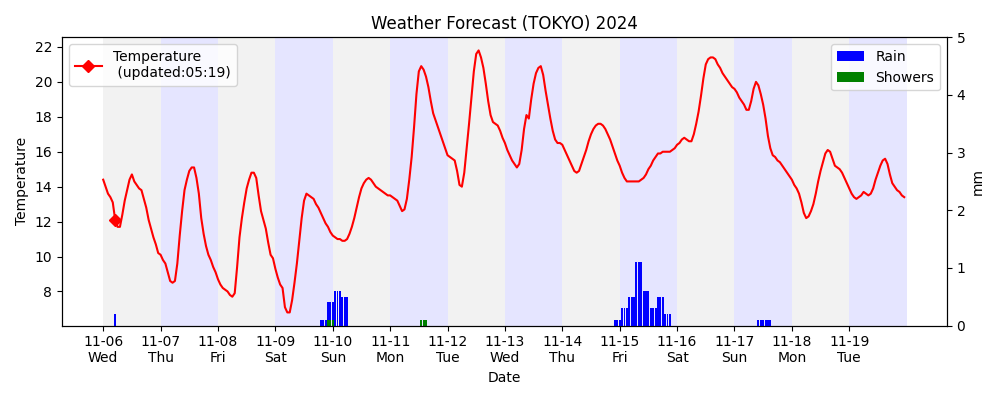 Weather Forecast (TOKYO) 2024
Temperature
(updated:05:19)
Rain
Showers
Temperature
22
20
18
16
14
12
10
8
5
4
3
2
1
0
mm
11-06 11-07 11-08 11-09 11-10 11-11 11-12 11-13 11-14 11-15 11-16 11-17 11-18 11-19
Wed Thu Fri Sat Sun Mon Tue Wed Thu Fri Sat Sun Mon Tue
Date